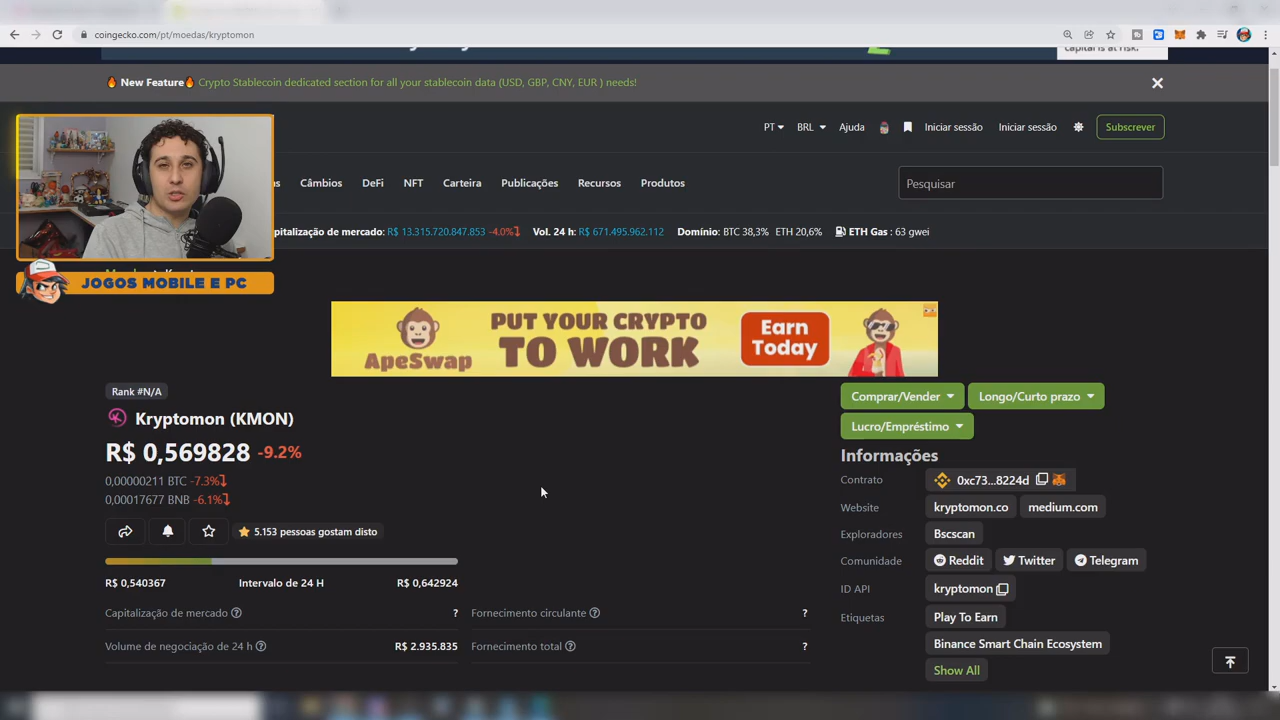 coingecko.com/pt/moedas/kryptomon
capital is at risk.
🔥 New Feature🔥 Crypto Stablecoin dedicated section for all your stablecoin data (USD, GBP, CNY, EUR ) needs!
PT BRL Ajuda Iniciar sessão Iniciar sessão Subscrever
Câmbios DeFi NFT Carteira Publicações Recursos Produtos
Pesquisar
pitalização de mercado: R$ 13.315.720.847.853 -4.0% Vol. 24 h: R$ 671.495.962.112 Domínio: BTC 38,3% ETH 20,6% ETH Gas : 63 gwei
JOGOS MOBILE E PC
ApeSwap
PUT YOUR CRYPTO
TO WORK
Earn
Today
Rank #N/A
Kryptomon (KMON)
R$ 0,569828 -9.2%
0,00000211 BTC -7.3%
0,00017677 BNB -6.1%
5.153 pessoas gostam disto
R$ 0,540367 Intervalo de 24 H R$ 0,642924
Capitalização de mercado ? ?
Fornecimento circulante ? ?
Volume de negociação de 24 h ? R$ 2.935.835
Fornecimento total ? ?
Comprar/Vender Longo/Curto prazo
Lucro/Empréstimo
Informações
Contrato 0xc73...8224d
Website kryptomon.co medium.com
Exploradores Bscscan
Comunidade Reddit Twitter Telegram
ID API kryptomon
Etiquetas Play To Earn
Binance Smart Chain Ecosystem
Show All